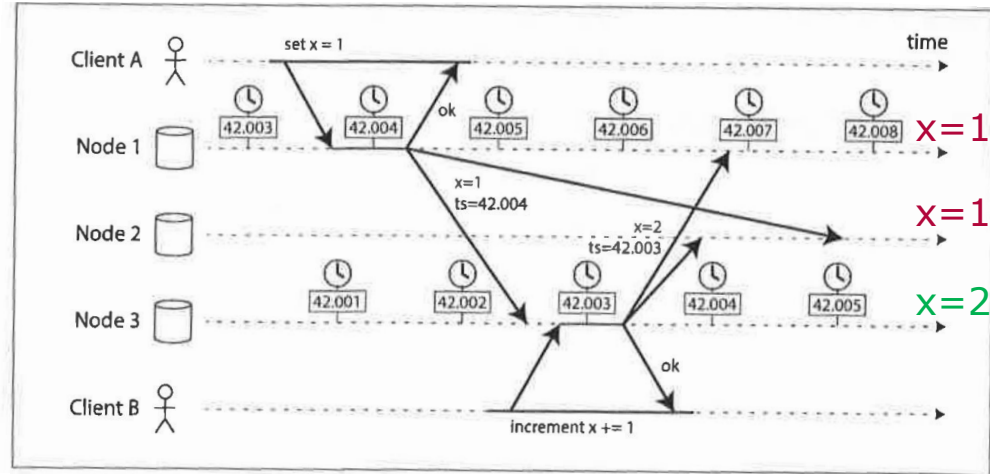 set x = 1
time
Client A
42.003
42.004
ok
42.005
42.006
42.007
42.008
x=1
Node 1
x=1
ts=42.004
x=1
x=2
ts=42.003
Node 2
42.001
42.002
42.003
42.004
42.005
x=2
Node 3
ok
Client B
increment x += 1